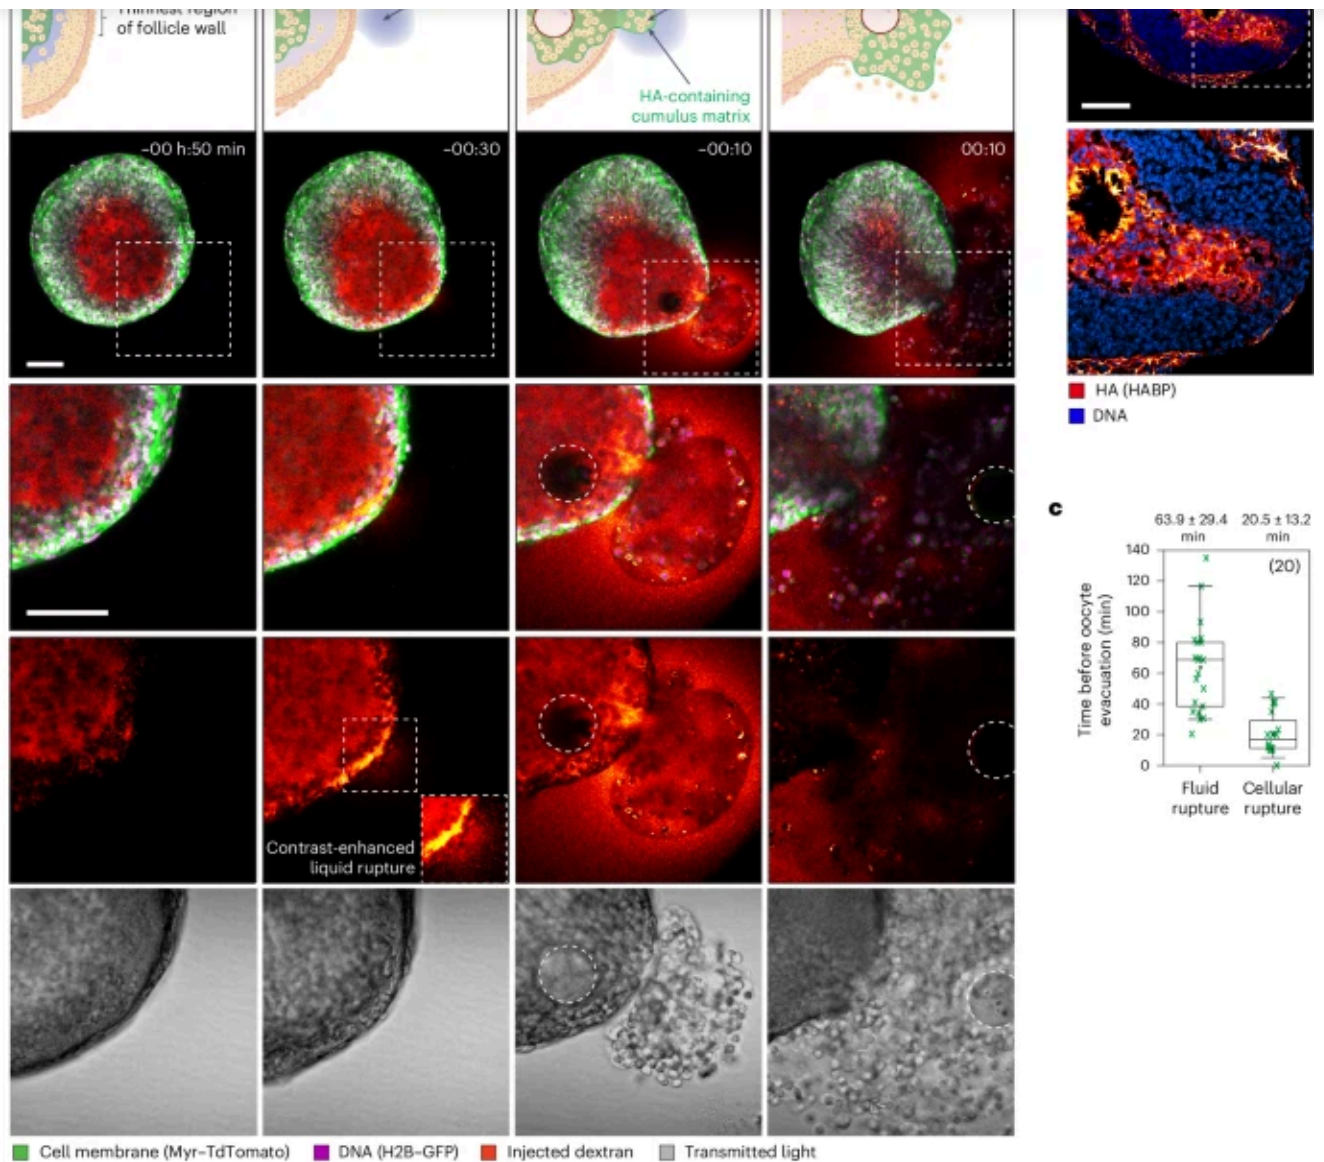 Thinnest region
of follicle wall
HA-containing
cumulus matrix
–00 h:50 min
–00:30
–00:10
00:10
HA (HABP)
DNA
c
63.9 ± 29.4
min
20.5 ± 13.2
min
(20)
Time before oocyte
evacuation (min)
140
120
100
80
60
40
20
0
Fluid
rupture
Cellular
rupture
Contrast-enhanced
liquid rupture
Cell membrane (Myr–TdTomato)
DNA (H2B–GFP)
Injected dextran
Transmitted light